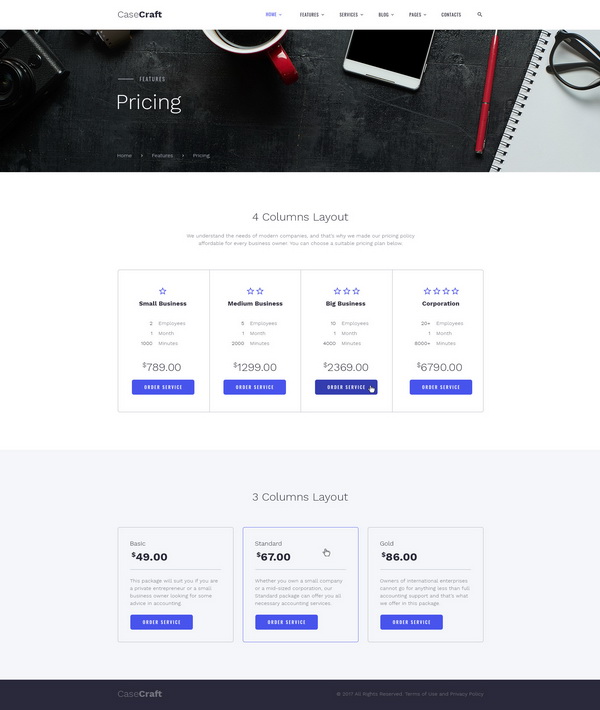 CaseCraft
HOME FEATURES SERVICES BLOG PAGES CONTACTS
FEATURES
Pricing
Home Features Pricing
4 Columns Layout
We understand the needs of modern companies, and that's why we made our pricing policy
affordable for every business owner. You can choose a suitable pricing plan below.
Small Business
2 Employees
1 Month
1000 Minutes
$789.00
ORDER SERVICE
Medium Business
5 Employees
1 Month
2000 Minutes
$1299.00
ORDER SERVICE
Big Business
10 Employees
1 Month
4000 Minutes
$2369.00
ORDER SERVICE
Corporation
20+ Employees
1 Month
8000+ Minutes
$6790.00
ORDER SERVICE
3 Columns Layout
Basic
$49.00
This package will suit you if you are
a private entrepreneur or a small
business owner looking for some
advice in accounting.
ORDER SERVICE
Standard
$67.00
Whether you own a small company
or a mid-sized corporation, our
Standard package can offer you all
necessary accounting services.
ORDER SERVICE
Gold
$86.00
Owners of international enterprises
cannot go for anything less than full
accounting support and that's what
we offer in this package.
ORDER SERVICE
CaseCraft
© 2017 All Rights Reserved Terms of Use and Privacy Policy